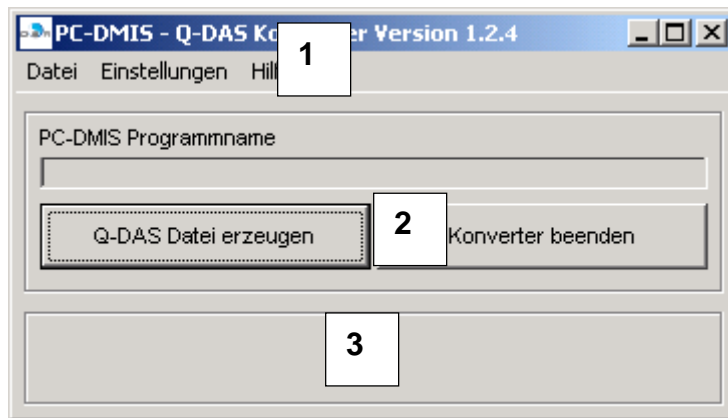 PC-DMIS - Q-DAS Ko er Version 1.2.4
1
Datei Einstellungen Hil
PC-DMIS Programmname
Q-DAS Datei erzeugen 2 Konverter beenden
3